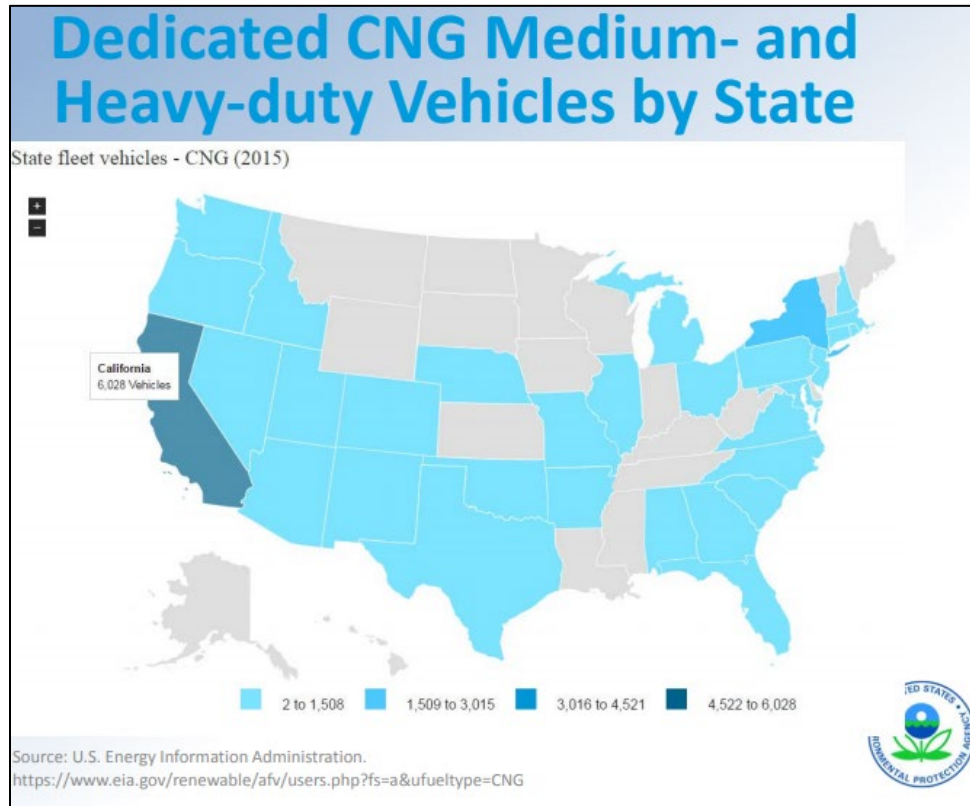 Dedicated CNG Medium- and
Heavy-duty Vehicles by State
State fleet vehicles - CNG (2015)
+
−
California
6,028 Vehicles
2 to 1,508
1,509 to 3,015
3,016 to 4,521
4,522 to 6,028
Source: U.S. Energy Information Administration.
https://www.eia.gov/renewable/afv/users.php?fs=a&ufueltype=CNG